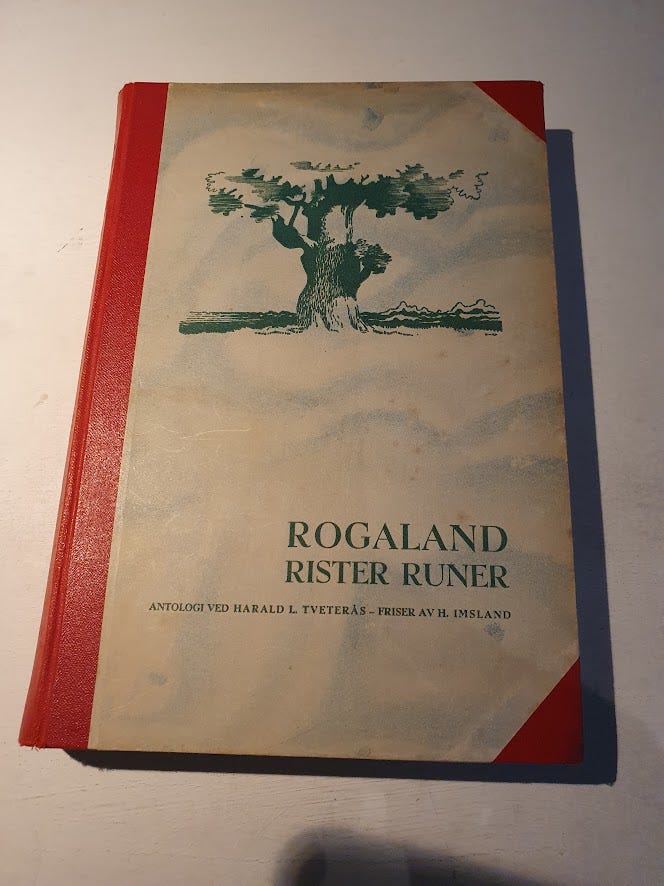 ROGALAND
RISTER RUNER
ANTOLOGI VED HARALD L. TVETERÅS – FRISER AV H. IMSLAND